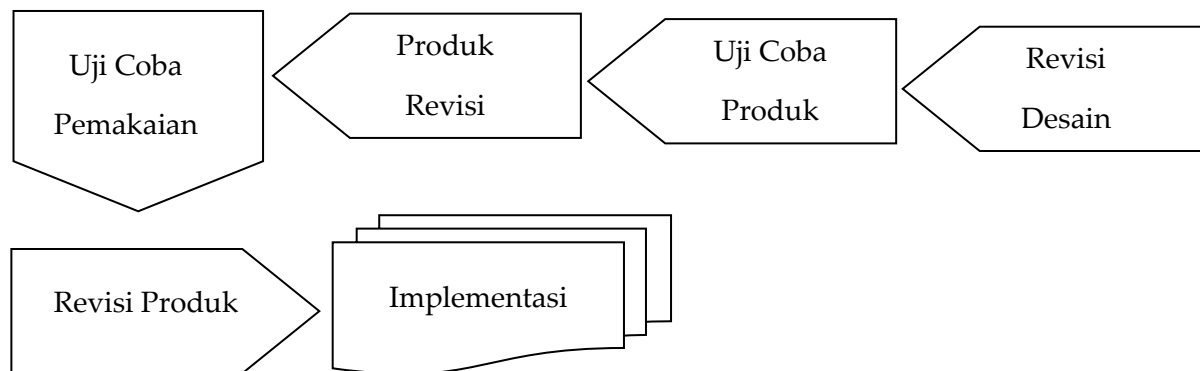 Uji Coba
Pemakaian
Produk
Revisi
Uji Coba
Produk
Revisi
Desain
Revisi Produk
Implementasi